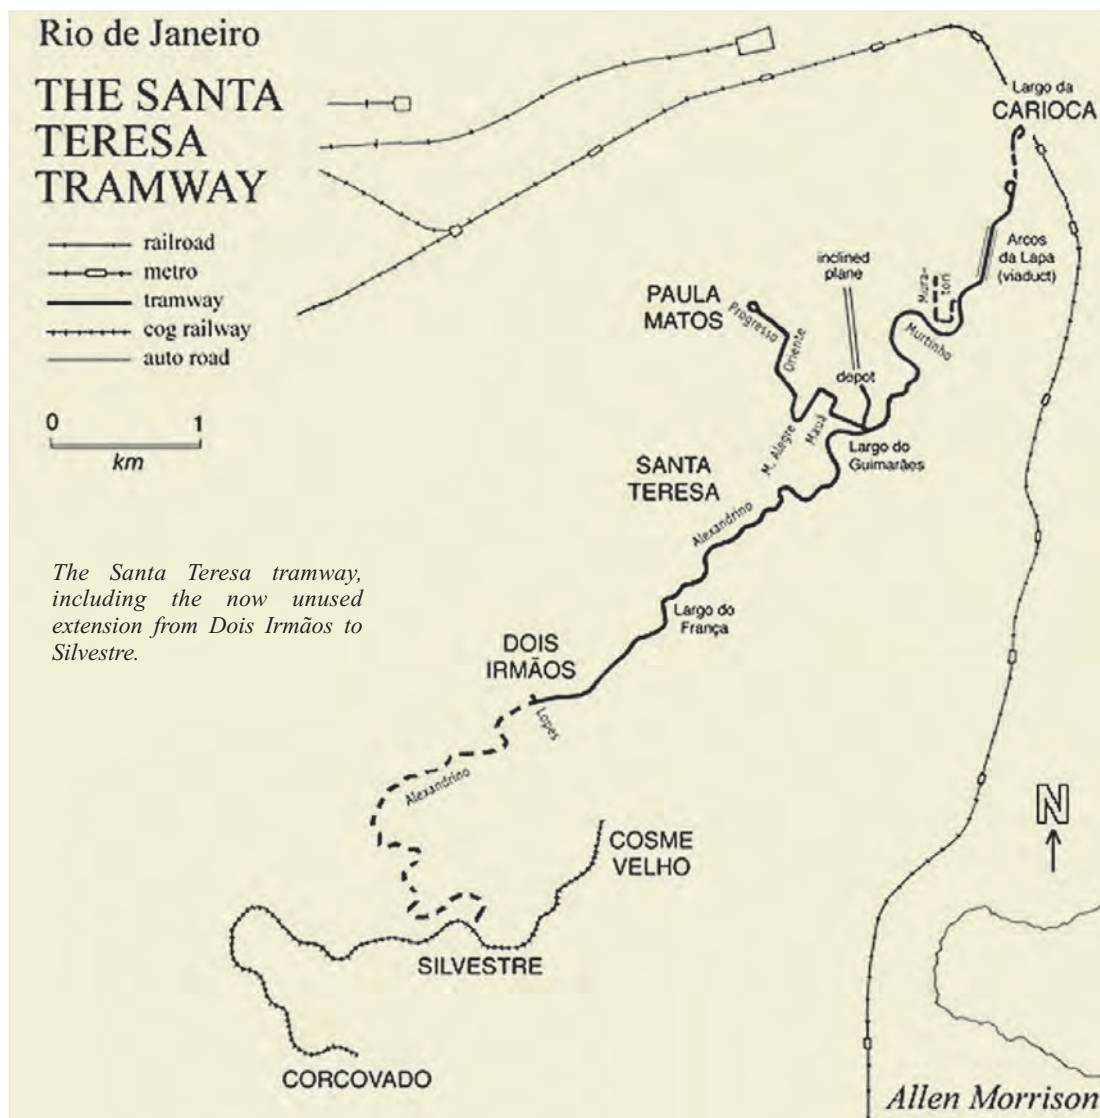 Rio de Janeiro
THE SANTA
TERESA
TRAMWAY
railroad
metro
tramway
cog railway
auto road
0 1
km
The Santa Teresa tramway,
including the now unused
extension from Dois Irmãos to
Silvestre.
Largo da
CARIOCA
Arcos
da Lapa
(viaduct)
Mura-
tori
Murtinho
inclined
plane
depot
PAULA
MATOS
Progresso
Oriente
M. Alegre
Mauá
Largo do
Guimarães
SANTA
TERESA
Alexandrino
Largo do
França
DOIS
IRMÃOS
Lopes
Alexandrino
COSME
VELHO
SILVESTRE
CORCOVADO
N
Allen Morrison